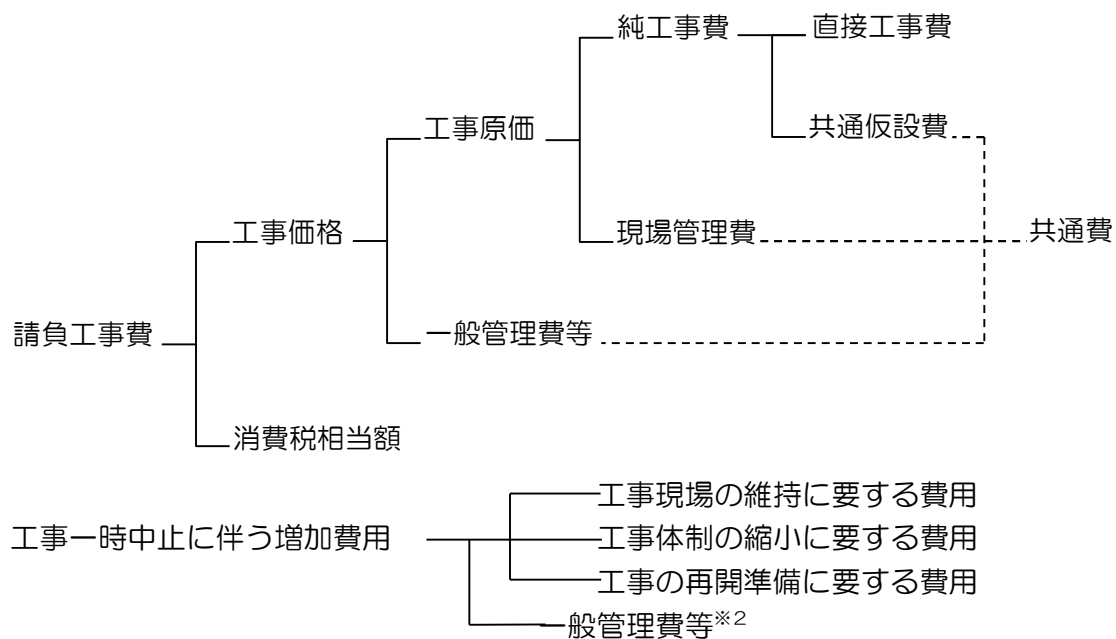 純工事費 直接工事費
工事原価 共通仮設費
工事価格 現場管理費 共通費
請負工事費 一般管理費等
消費税相当額
工事現場の維持に要する費用
工事一時中止に伴う増加費用 工事体制の縮小に要する費用
工事の再開準備に要する費用
一般管理費等※2